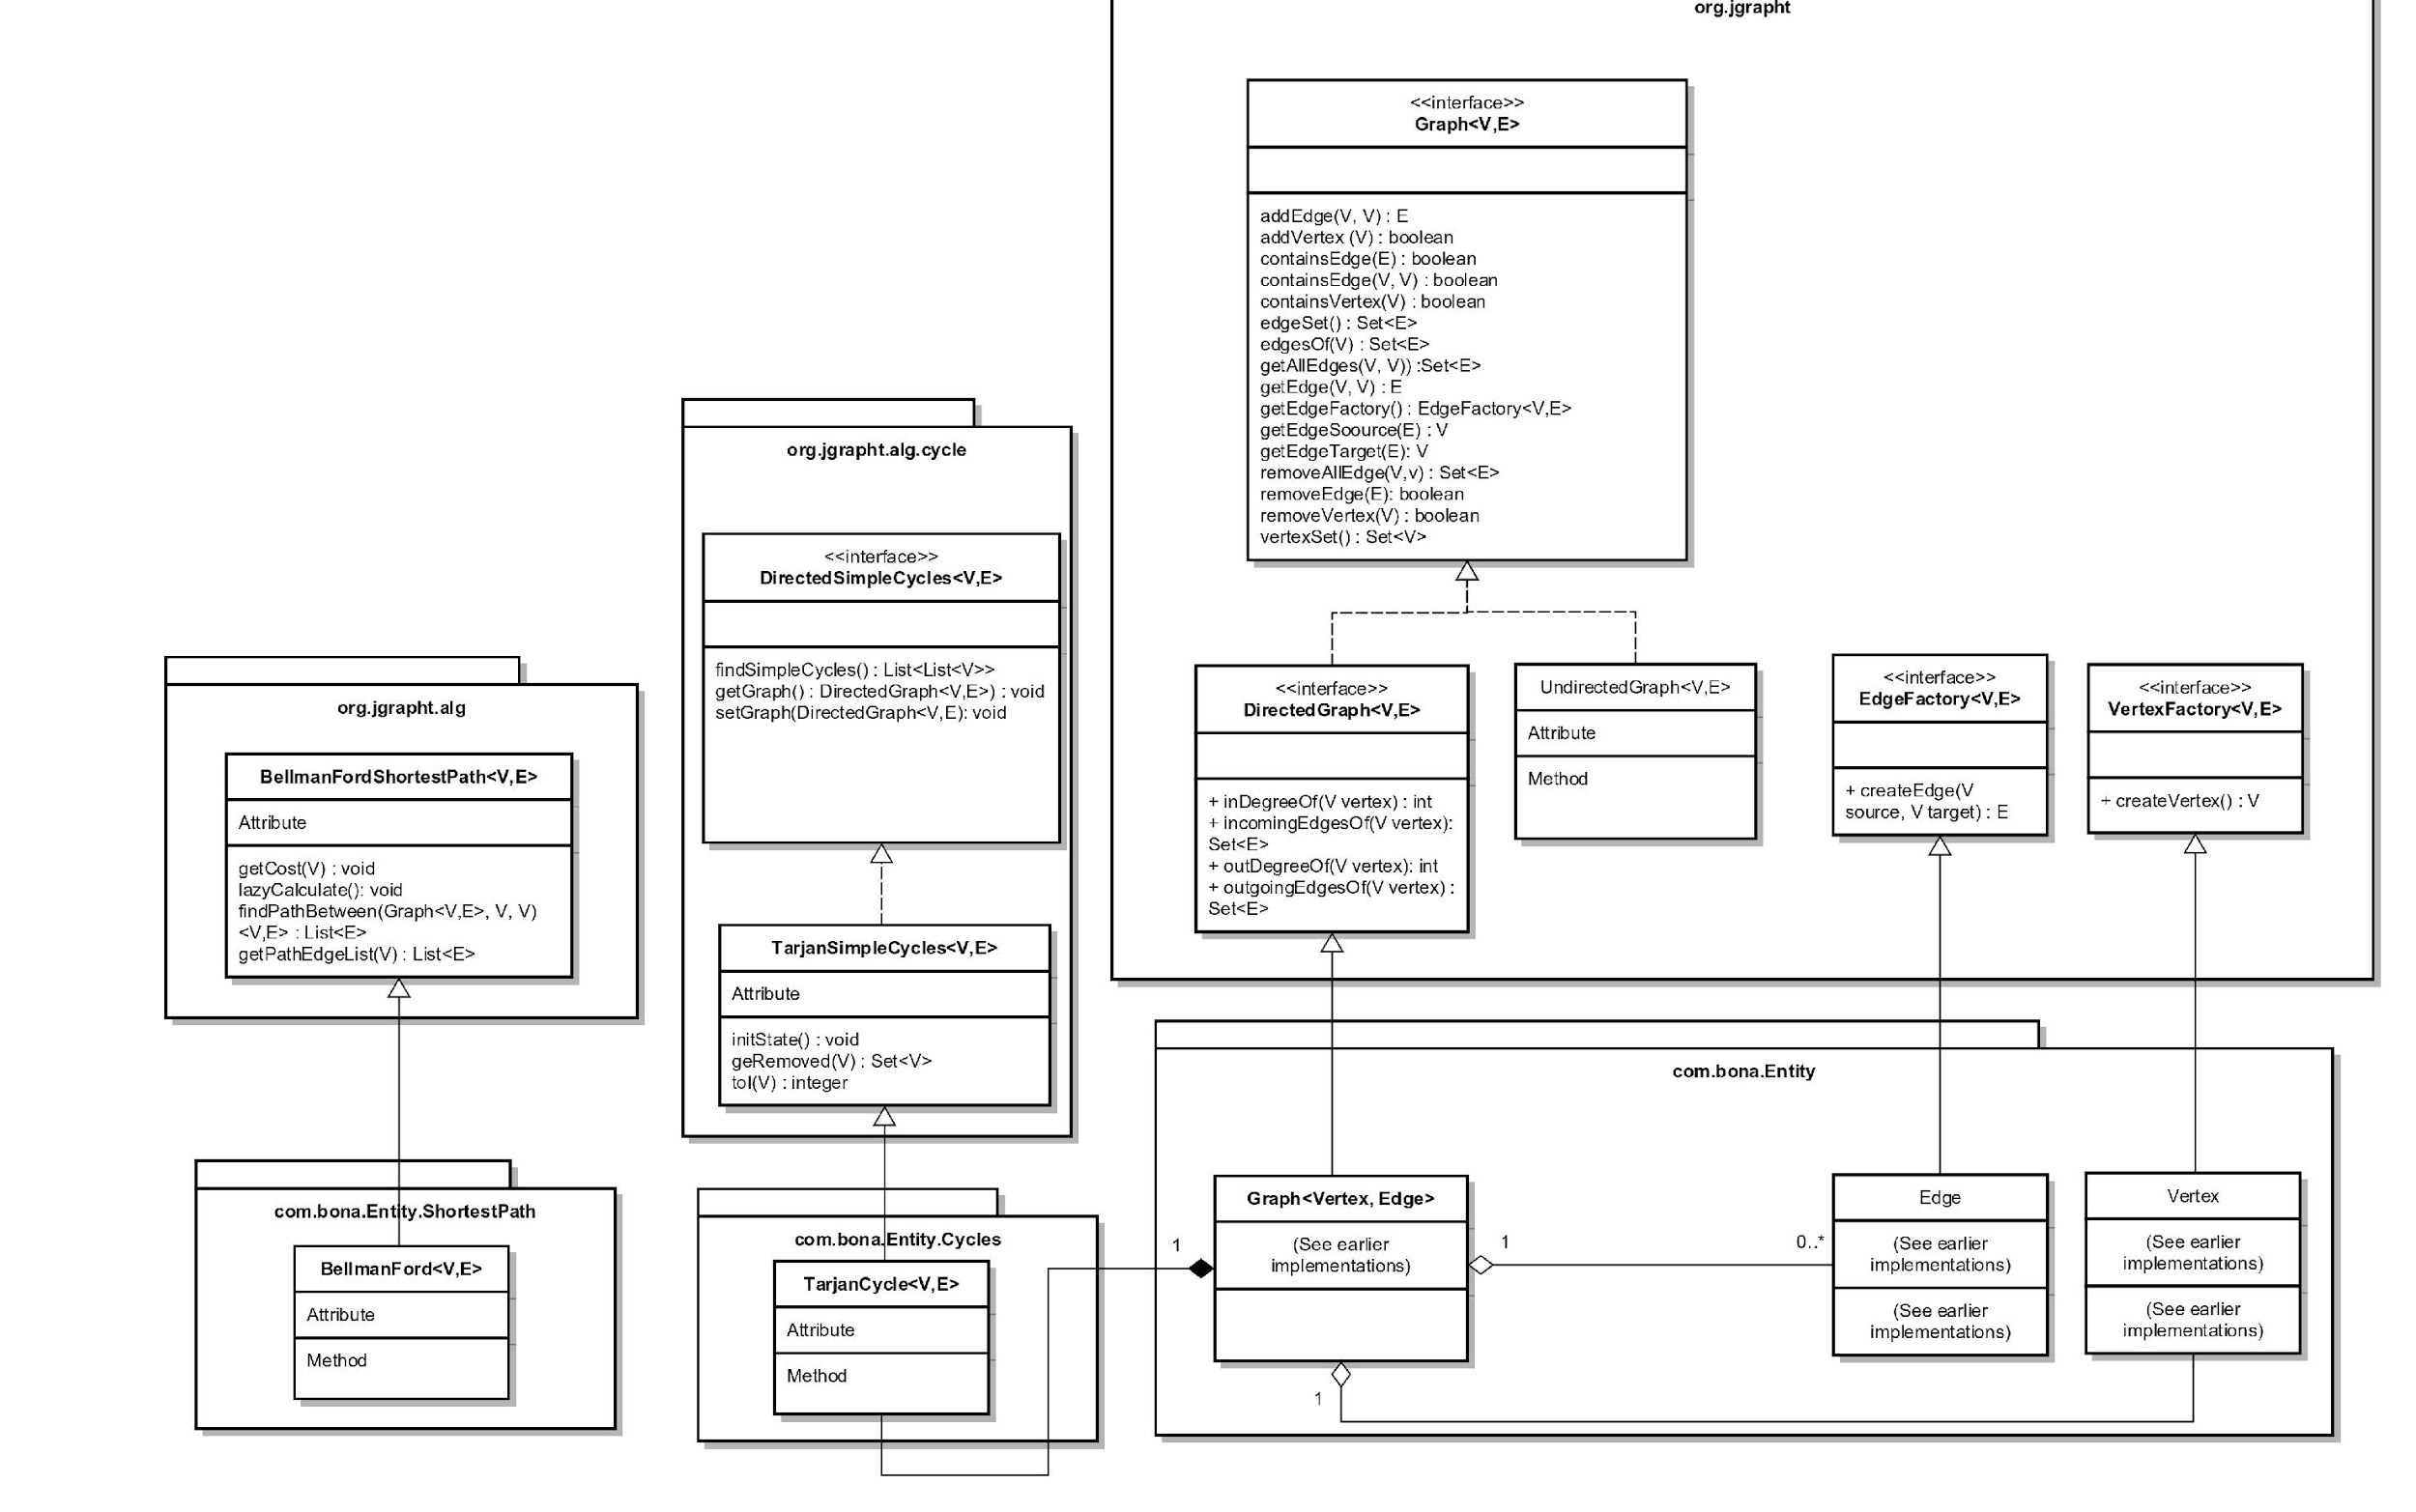 org.jgrapht
<<interface>>
Graph<V,E>
addEdge(V, V) : E
addVertex (V) : boolean
containsEdge(E) : boolean
containsEdge(V, V) : boolean
containsVertex(V) : boolean
edgeSet() : Set<E>
edgesOf(V) : Set<E>
getAllEdges(V, V)) :Set<E>
getEdge(V, V) : E
getEdgeFactory() : EdgeFactory<V,E>
getEdgeSoource(E) : V
getEdgeTarget(E): V
removeAllEdge(V,v) : Set<E>
removeEdge(E): boolean
removeVertex(V) : boolean
vertexSet() : Set<V>
<<interface>>
DirectedGraph<V,E>
+ inDegreeOf(V vertex) : int
+ incomingEdgesOf(V vertex):
Set<E>
+ outDegreeOf(V vertex): int
+ outgoingEdgesOf(V vertex) :
Set<E>
UndirectedGraph<V,E>
Attribute
Method
<<interface>>
EdgeFactory<V,E>
+ createEdge(V
source, V target) : E
<<interface>>
VertexFactory<V,E>
+ createVertex() : V
org.jgrapht.alg.cycle
<<interface>>
DirectedSimpleCycles<V,E>
findSimpleCycles() : List<List<V>>
getGraph() : DirectedGraph<V,E>) : void
setGraph(DirectedGraph<V,E): void
TarjanSimpleCycles<V,E>
Attribute
initState() : void
geRemoved(V) : Set<V>
toI(V) : integer
org.jgrapht.alg
BellmanFordShortestPath<V,E>
Attribute
getCost(V) : void
lazyCalculate(): void
findPathBetween(Graph<V,E>, V, V)
<V,E> : List<E>
getPathEdgeList(V) : List<E>
com.bona.Entity.ShortestPath
BellmanFord<V,E>
Attribute
Method
com.bona.Entity.Cycles
TarjanCycle<V,E>
Attribute
Method
com.bona.Entity
1
Graph<Vertex, Edge>
(See earlier
implementations)
1
0..*
1
Edge
(See earlier
implementations)
(See earlier
implementations)
Vertex
(See earlier
implementations)
(See earlier
implementations)